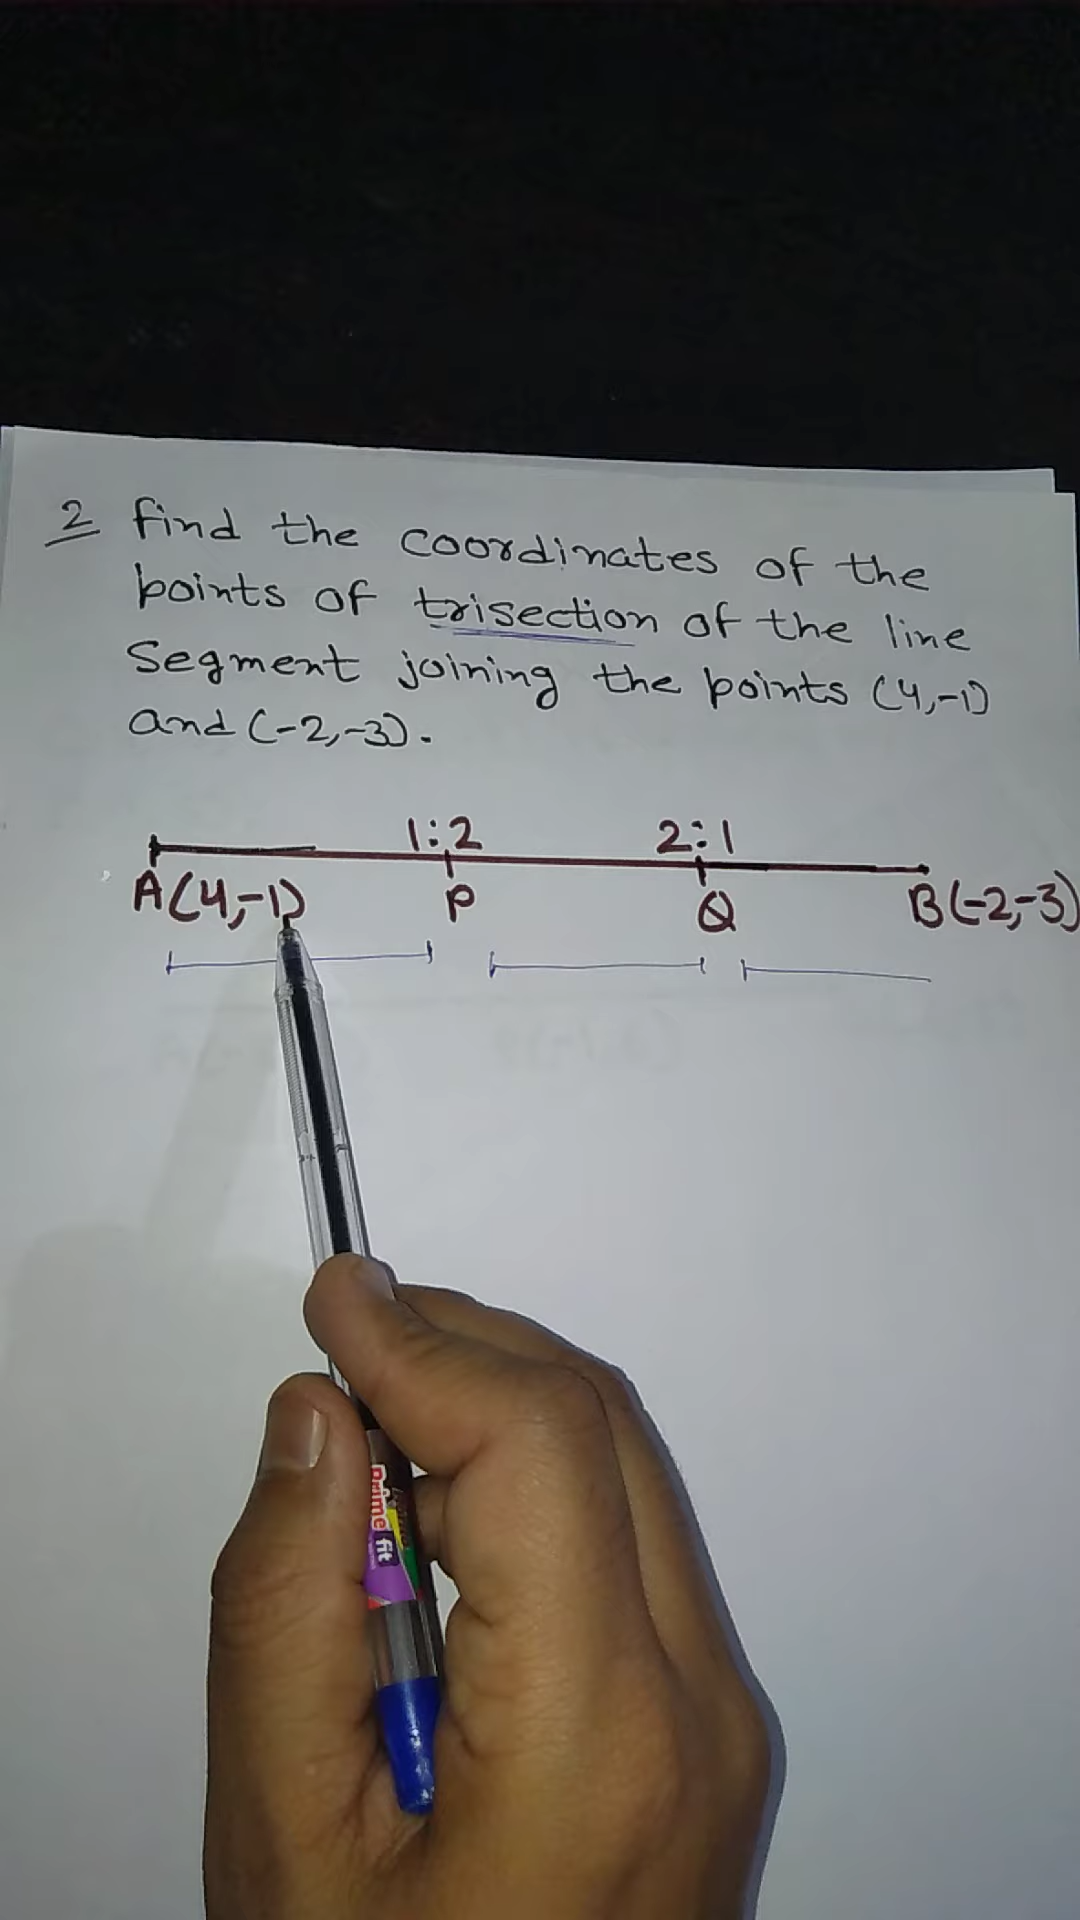 2 find the coordinates of the
points of trisection of the line
segment joining the points (4,-1)
and (-2,-3).
1:2 2:1
A(4,-1) P Q B(-2,-3)
Prime fit